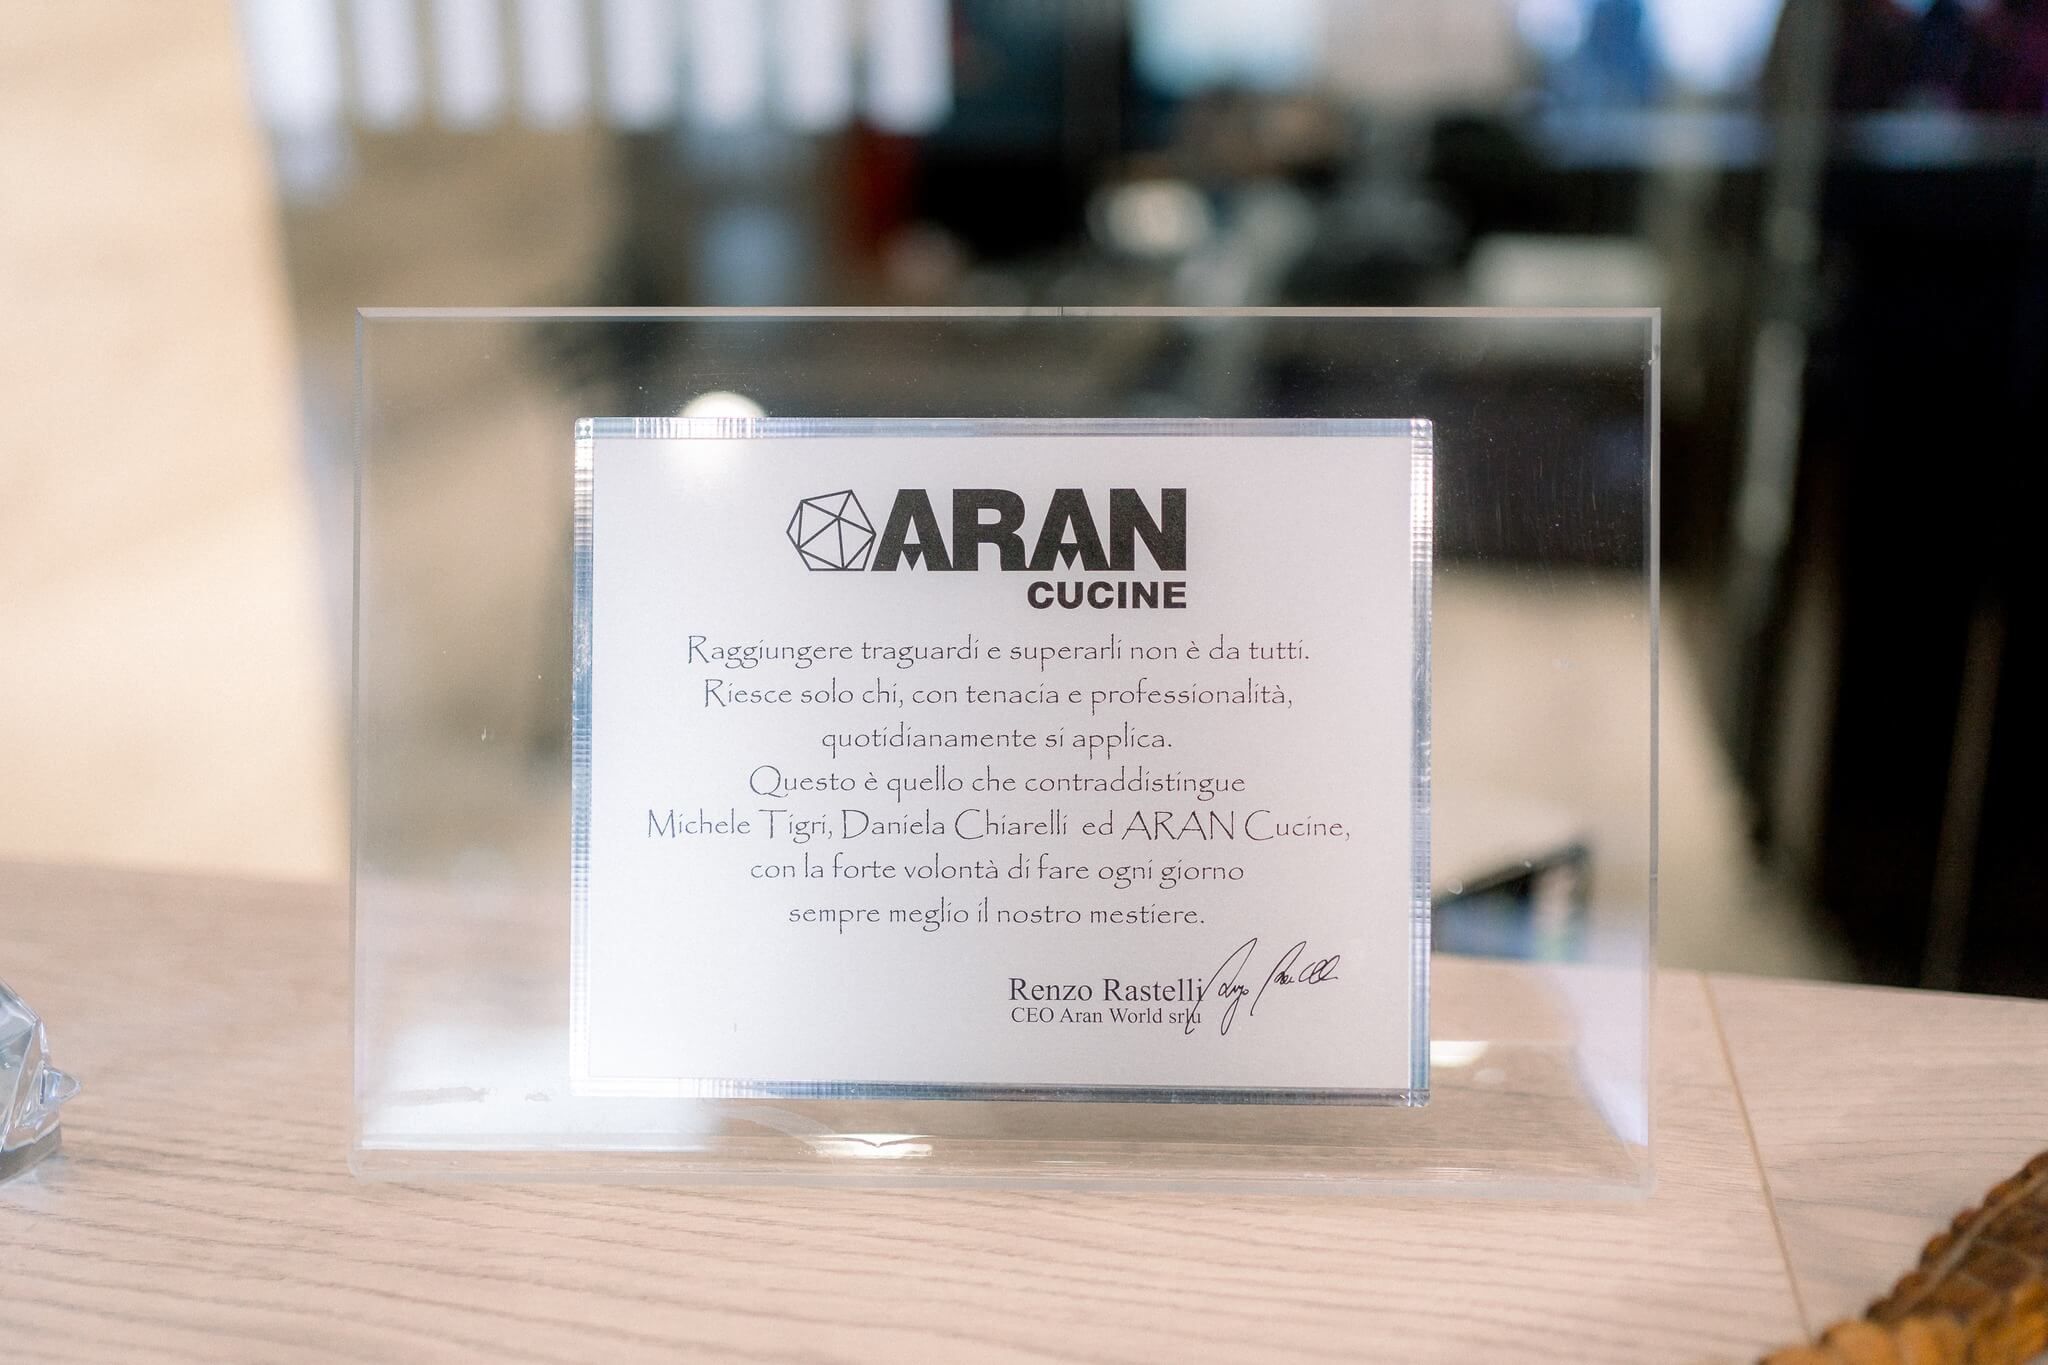 ARAN
CUCINE
Raggiungere traguardi e superarli non è da tutti.
Riesce solo chi, con tenacia e professionalità,
quotidianamente si applica.
Questo è quello che contraddistingue
Michele Tigri, Daniela Chiarelli ed ARAN Cucine,
con la forte volontà di fare ogni giorno
sempre meglio il nostro mestiere.
Renzo Rastelli
CEO Aran World srlu